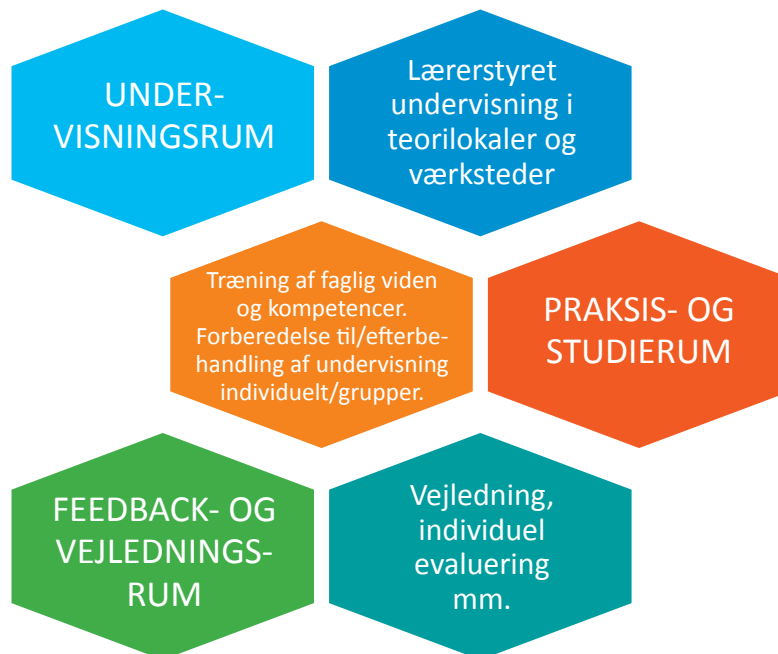 UNDER-
VISNINGSRUM
Lærerstyret
undervisning i
teorilokaler og
værksteder
Træning af faglig viden
og kompetencer.
Forberedelse til/efterbe-
handling af undervisning
individuelt/grupper.
PRAKSIS- OG
STUDIERUM
FEEDBACK- OG
VEJLEDNINGS-
RUM
Vejledning,
individuel
evaluering
mm.